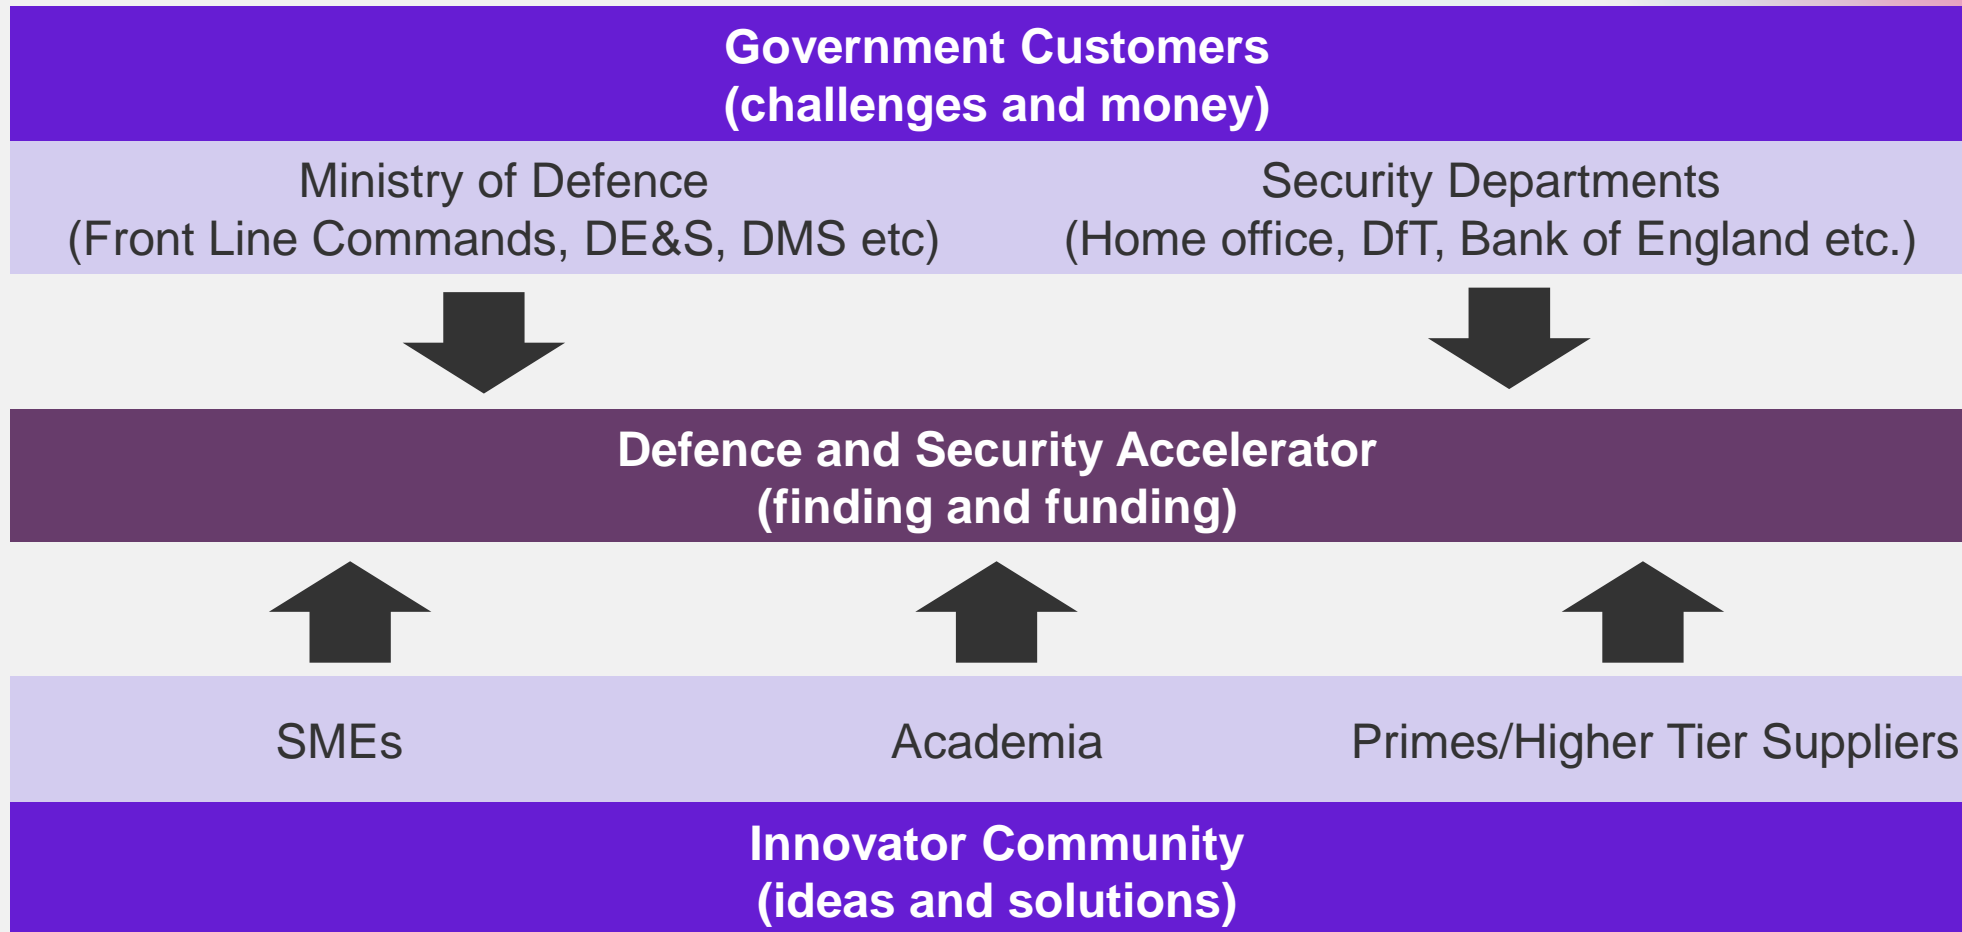 Government Customers
(challenges and money)
Ministry of Defence
(Front Line Commands, DE&S, DMS etc)
Security Departments
(Home office, DfT, Bank of England etc.)
Defence and Security Accelerator
(finding and funding)
SMEs
Academia
Primes/Higher Tier Suppliers
Innovator Community
(ideas and solutions)